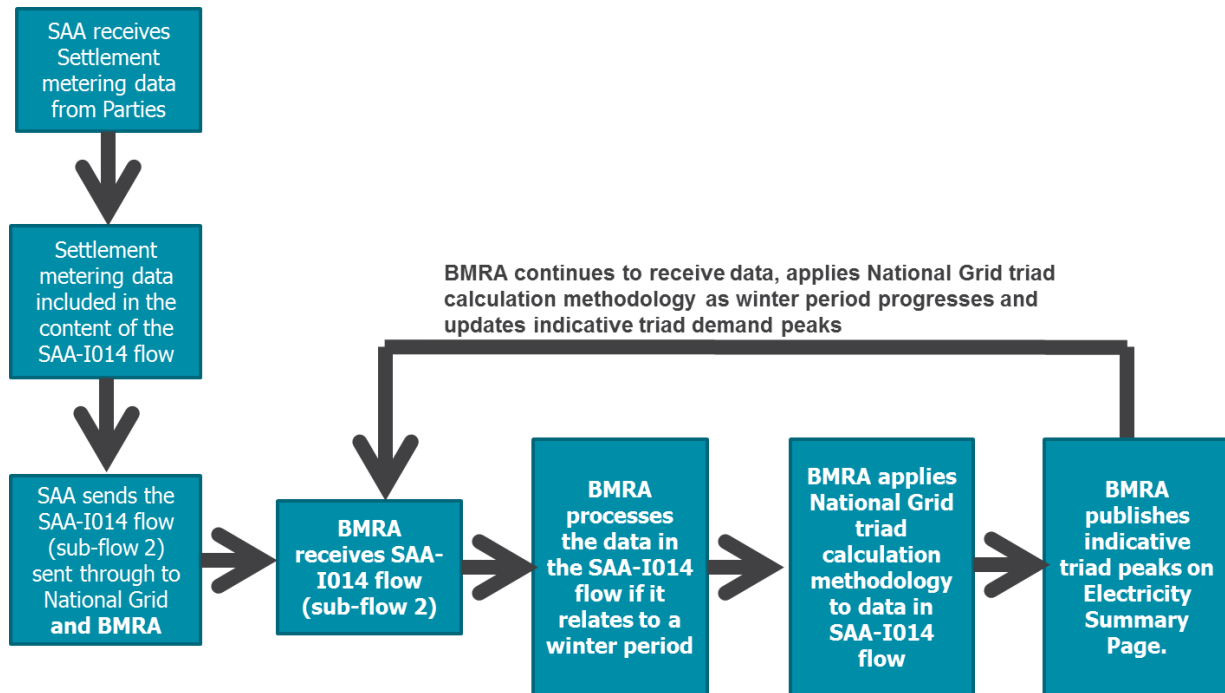 SAA receives
Settlement
metering data
from Parties
Settlement
metering data
included in the
content of the
SAA-I014 flow
BMRA continues to receive data, applies National Grid triad
calculation methodology as winter period progresses and
updates indicative triad demand peaks
SAA sends the
SAA-I014 flow
(sub-flow 2)
sent through to
National Grid
and BMRA
BMRA
receives SAA-
I014 flow
(sub-flow 2)
BMRA
processes
the data in
the SAA-I014
flow if it
relates to a
winter period
BMRA applies
National Grid
triad
calculation
methodology
to data in
SAA-I014
flow
BMRA
publishes
indicative
triad peaks on
Electricity
Summary
Page.